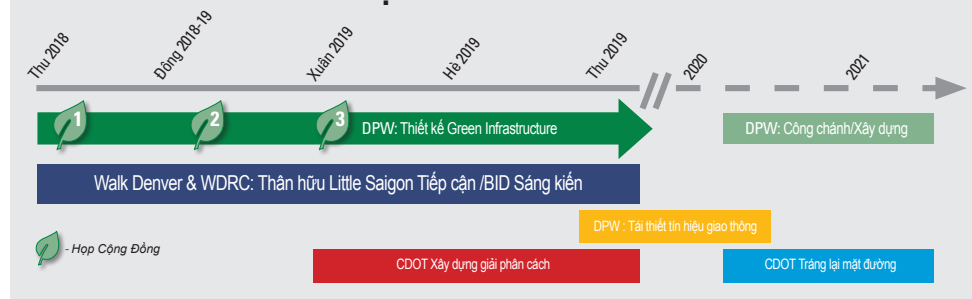 Thu 2018
Đông 2018-19
Xuân 2019
Hè 2019
Thu 2019
2020
2021
1
2
3
DPW: Thiết kế Green Infrastructure
DPW: Công chánh/Xây dựng
Walk Denver & WDRC: Thân hữu Little Saigon Tiếp cận /BID Sáng kiến
DPW : Tái thiết tín hiệu giao thông
- Họp Cộng Đồng
CDOT Xây dựng giải phân cách
CDOT Tráng lại mặt đường